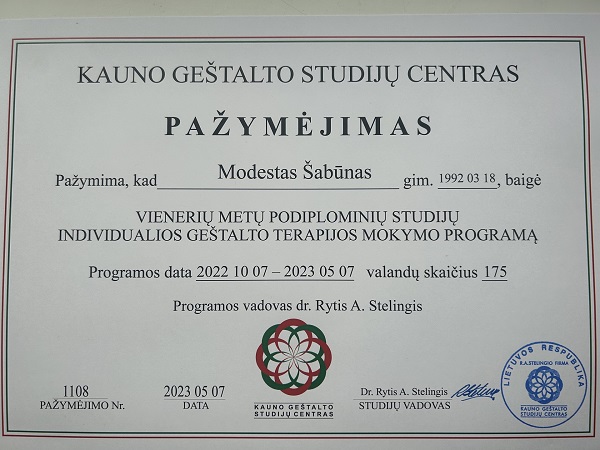 KAUNO GEŠTALTO STUDIJŲ CENTRAS
PAŽYMĖJIMAS
Pažymima, kad Modestas Šabūnas gim. 1992 03 18, baigė
VIENERIŲ METŲ PODIPLOMINIŲ STUDIJŲ
INDIVIDUALIOS GEŠTALTO TERAPIJOS MOKYMO PROGRAMĄ
Programos data 2022 10 07 – 2023 05 07 valandų skaičius 175
Programos vadovas dr. Rytis A. Stelingis
1108
PAŽYMĖJIMO Nr.
2023 05 07
DATA
KAUNO GEŠTALTO
STUDIJŲ CENTRAS
Dr. Rytis A. Stelingis
STUDIJŲ VADOVAS
LIETUVOS RESPUBLIKA
R.A.STELINGIO FIRMA
KAUNO GEŠTALTO
STUDIJŲ CENTRAS